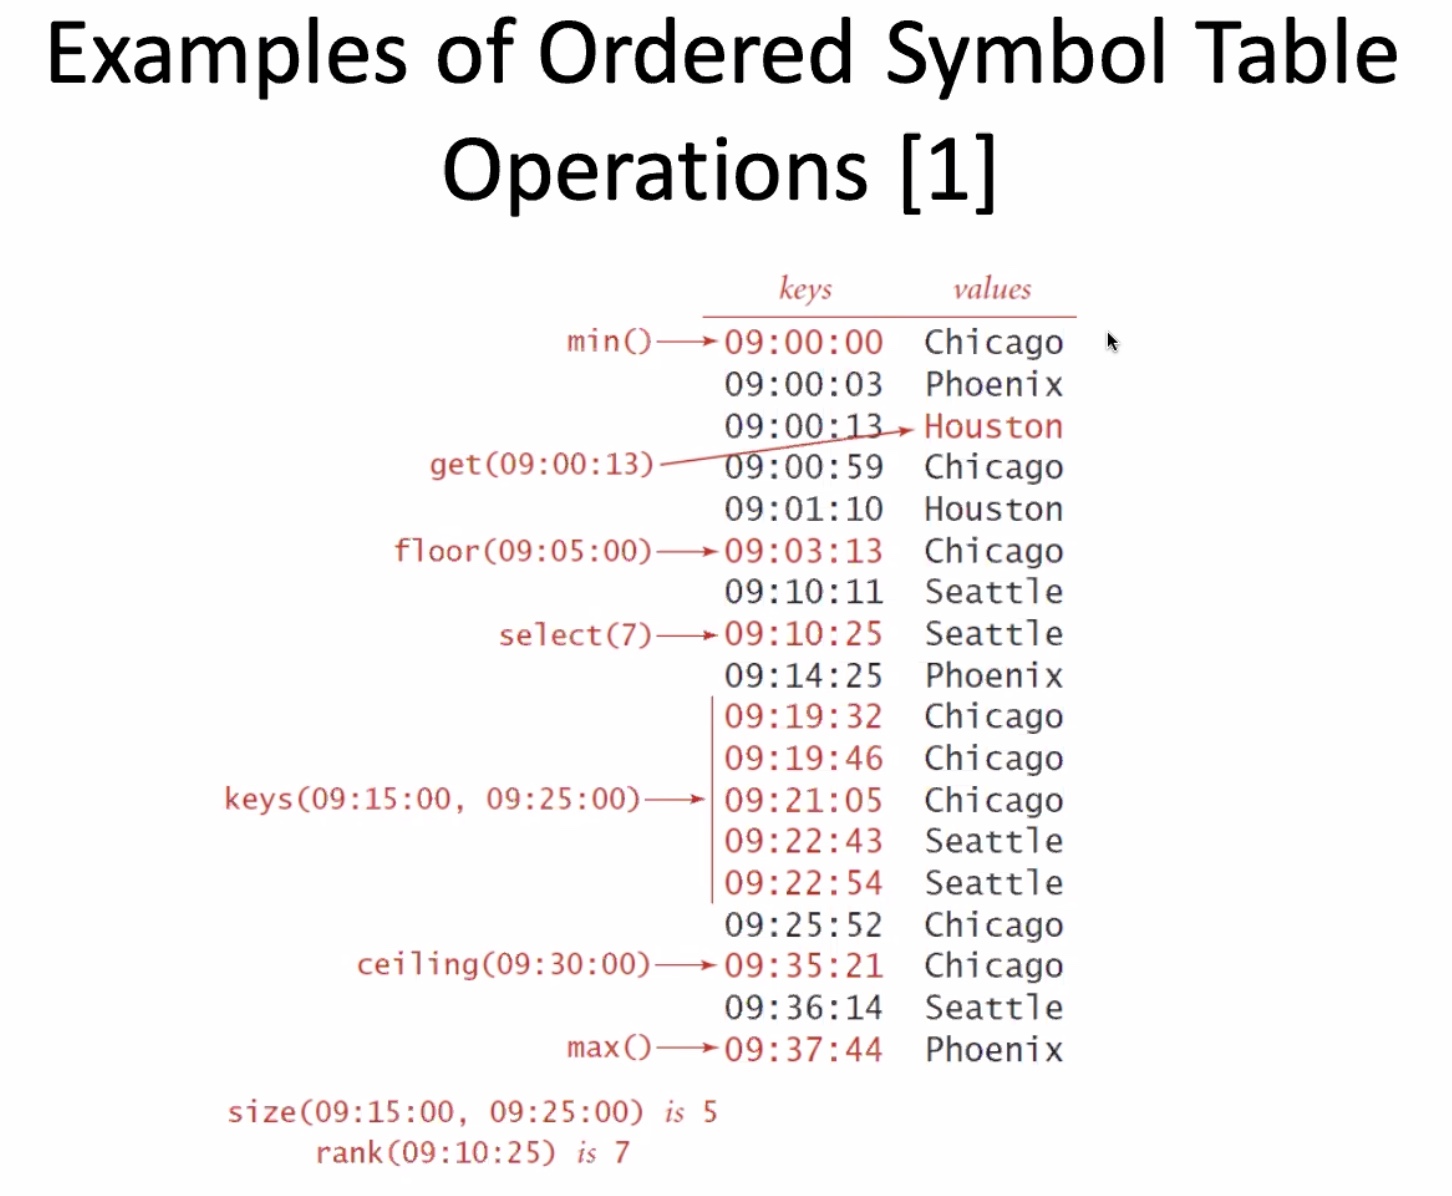 Examples of Ordered Symbol Table
Operations [1]
keys values
min() 09:00:00 Chicago
09:00:03 Phoenix
09:00:13 Houston
get(09:00:13) 09:00:59 Chicago
09:01:10 Houston
floor(09:05:00) 09:03:13 Chicago
09:10:11 Seattle
select(7) 09:10:25 Seattle
09:14:25 Phoenix
09:19:32 Chicago
09:19:46 Chicago
keys(09:15:00, 09:25:00) 09:21:05 Chicago
09:22:43 Seattle
09:22:54 Seattle
09:25:52 Chicago
ceiling(09:30:00) 09:35:21 Chicago
09:36:14 Seattle
max() 09:37:44 Phoenix
size(09:15:00, 09:25:00) is 5
rank(09:10:25) is 7